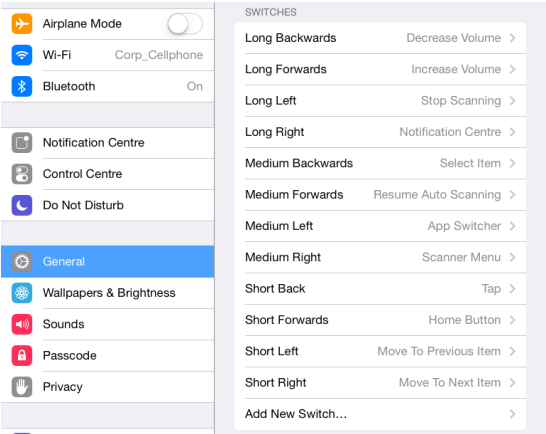 Airplane Mode
Wi-Fi Corp_Cellphone
Bluetooth On
Notification Centre
Control Centre
Do Not Disturb
General
Wallpapers & Brightness
Sounds
Passcode
Privacy
SWITCHES
Long Backwards Decrease Volume
Long Forwards Increase Volume
Long Left Stop Scanning
Long Right Notification Centre
Medium Backwards Select Item
Medium Forwards Resume Auto Scanning
Medium Left App Switcher
Medium Right Scanner Menu
Short Back Tap
Short Forwards Home Button
Short Left Move To Previous Item
Short Right Move To Next Item
Add New Switch...